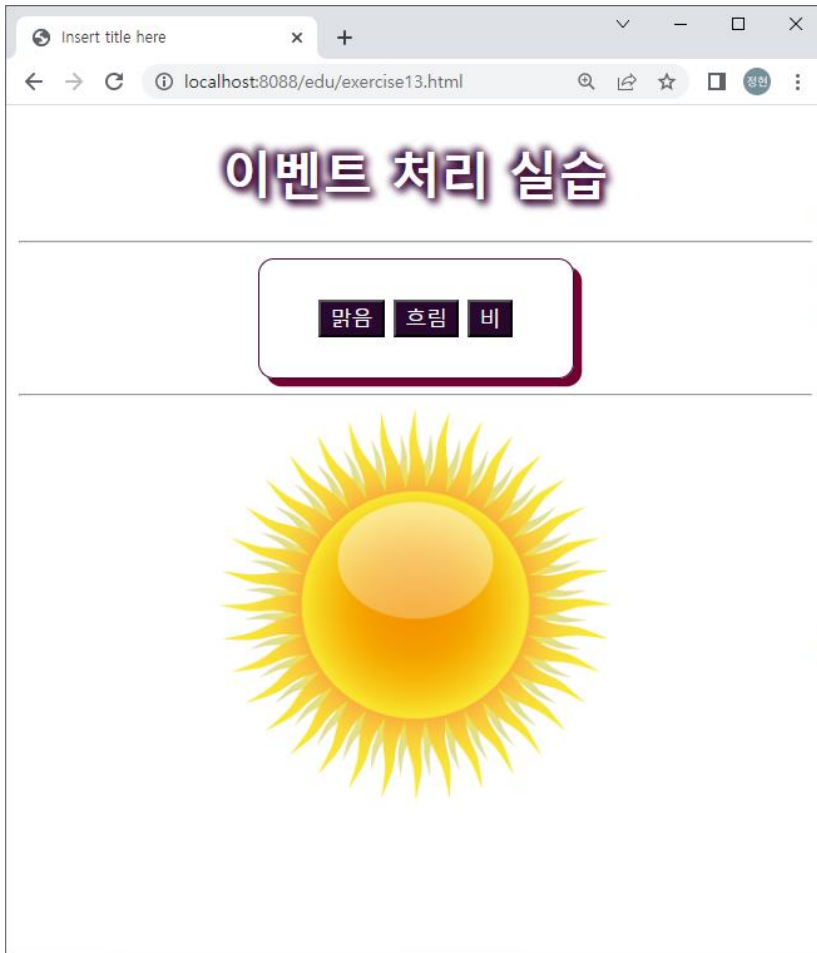 Insert title here
localhost:8088/edu/exercise13.html
정현
이벤트 처리 실습
맑음 흐림 비